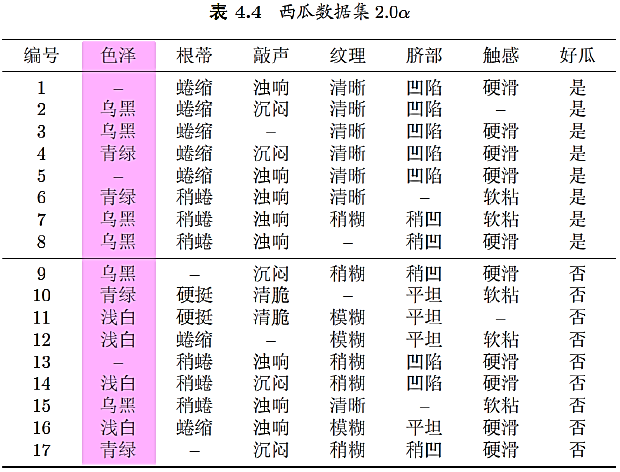 表 4.4 西瓜数据集 2.0α
编号 色泽 根蒂 敲声 纹理 脐部 触感 好瓜
1 – 蜷缩 浊响 清晰 凹陷 硬滑 是
2 乌黑 蜷缩 沉闷 清晰 凹陷 – 是
3 乌黑 蜷缩 – 清晰 凹陷 硬滑 是
4 青绿 蜷缩 沉闷 清晰 凹陷 硬滑 是
5 – 蜷缩 浊响 清晰 凹陷 硬滑 是
6 青绿 稍蜷 浊响 清晰 – 软粘 是
7 乌黑 稍蜷 浊响 稍糊 稍凹 软粘 是
8 乌黑 稍蜷 浊响 – 稍凹 硬滑 是
9 乌黑 – 沉闷 稍糊 稍凹 硬滑 否
10 青绿 硬挺 清脆 – 平坦 软粘 否
11 浅白 硬挺 清脆 模糊 平坦 – 否
12 浅白 蜷缩 – 模糊 平坦 软粘 否
13 – 稍蜷 浊响 稍糊 凹陷 硬滑 否
14 浅白 稍蜷 沉闷 稍糊 凹陷 硬滑 否
15 乌黑 稍蜷 浊响 清晰 – 软粘 否
16 浅白 蜷缩 浊响 模糊 平坦 硬滑 否
17 青绿 – 沉闷 稍糊 稍凹 硬滑 否